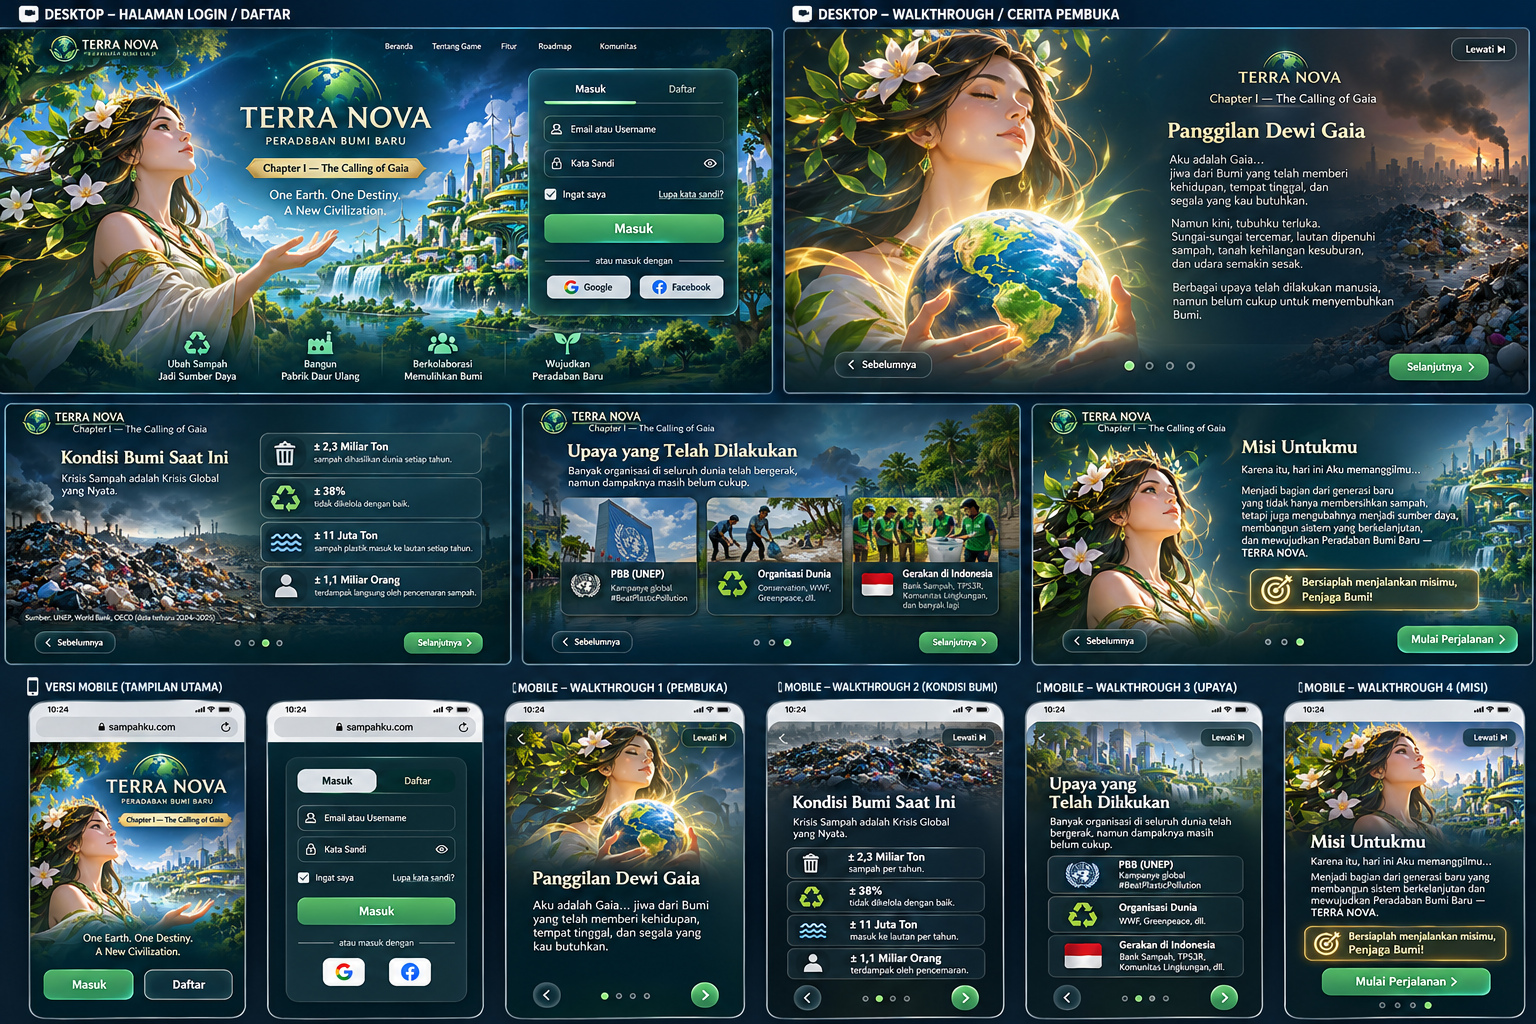 DESKTOP – HALAMAN LOGIN / DAFTAR
TERRA NOVA
Beranda
Tentang Game
Fitur
Roadmap
Komunitas
TERRA NOVA
PERADABAN BUMI BARU
Chapter I — The Calling of Gaia
One Earth. One Destiny.
A New Civilization.
Masuk
Daftar
Email atau Username
Kata Sandi
Ingat saya
Lupa kata sandi?
Masuk
atau masuk dengan
Google
Facebook
Ubah Sampah
Jadi Sumber Daya
Bangun
Pabrik Daur Ulang
Berkolaborasi
Memulihkan Bumi
Wujudkan
Peradaban Baru
DESKTOP – WALKTHROUGH / CERITA PEMBUKA
Lewati
TERRA NOVA
Chapter I — The Calling of Gaia
Panggilan Dewi Gaia
Aku adalah Gaia...
jiwa dari Bumi yang telah memberi
kehidupan, tempat tinggal, dan
segala yang kau butuhkan.
Namun kini, tubuhku terluka.
Sungai-sungai tercemar, lautan dipenuhi
sampah, tanah kehilangan kesuburan,
dan udara semakin sesak.
Berbagai upaya telah dilakukan manusia,
namun belum cukup untuk menyembuhkan
Bumi.
Sebelumnya
Selanjutnya
TERRA NOVA
Chapter I — The Calling of Gaia
Kondisi Bumi Saat Ini
Krisis Sampah adalah Krisis Global
yang Nyata.
± 2,3 Miliar Ton
sampah dihasilkan dunia setiap tahun.
± 38%
tidak dikelola dengan baik.
± 11 Juta Ton
sampah plastik masuk ke lautan setiap tahun.
± 1,1 Miliar Orang
terdampak langsung oleh pencemaran sampah.
Sumber: UNEP, World Bank, OECD
Sebelumnya
Selanjutnya
TERRA NOVA
Chapter I — The Calling of Gaia
Upaya yang Telah Dilakukan
Banyak organisasi di seluruh dunia telah bergerak,
namun dampaknya masih belum cukup.
PBB (UNEP)
Kampanye global
#BeatPlasticPollution
Organisasi Dunia
Conservation, WWF,
Greenpeace, dll.
Gerakan di Indonesia
Bank Sampah, TPS3R,
Komunitas Lingkungan,
dan banyak lagi
Sebelumnya
Selanjutnya
TERRA NOVA
Chapter I — The Calling of Gaia
Misi Untukmu
Karena itu, hari ini Aku memanggilmu...
Menjadi bagian dari generasi baru
yang tidak hanya membersihkan sampah,
tetapi juga mengubahnya menjadi sumber daya,
membangun sistem yang berkelanjutan,
dan mewujudkan Peradaban Bumi Baru —
TERRA NOVA.
Bersiaplah menjalankan misimu,
Penjaga Bumi!
Sebelumnya
Mulai Perjalanan
VERSI MOBILE (TAMPILAN UTAMA)
10:24
sampahku.com
TERRA NOVA
PERADABAN BUMI BARU
Chapter I — The Calling of Gaia
One Earth. One Destiny.
A New Civilization.
Masuk
Daftar
10:24
sampahku.com
Masuk
Daftar
Email atau Username
Kata Sandi
Ingat saya
Lupa kata sandi?
Masuk
atau masuk dengan
MOBILE – WALKTHROUGH 1 (PEMBUKA)
10:24
Lewati
Panggilan Dewi Gaia
Aku adalah Gaia... jiwa dari Bumi
yang telah memberi kehidupan,
tempat tinggal, dan segala yang
kau butuhkan.
MOBILE – WALKTHROUGH 2 (KONDISI BUMI)
10:24
Lewati
Kondisi Bumi Saat Ini
Krisis Sampah adalah Krisis Global
yang Nyata.
± 2,3 Miliar Ton
sampah per tahun.
± 38%
tidak dikelola dengan baik.
± 11 Juta Ton
masuk ke lautan per tahun.
± 1,1 Miliar Orang
terdampak oleh pencemaran.
MOBILE – WALKTHROUGH 3 (UPAYA)
10:24
Lewati
Upaya yang
Telah Dilkkukan
Banyak organisasi di seluruh dunia telah
bergerak, namun dampaknya masih
belum cukup.
PBB (UNEP)
Kampanye global
#BeatPlasticPollution
Organisasi Dunia
WWF, Greenpeace, dll.
Gerakan di Indonesia
Bank Sampah, TPS3R,
Komunitas Lingkungan, dll.
MOBILE – WALKTHROUGH 4 (MISI)
10:24
Lewati
Misi Untukmu
Karena itu, hari ini Aku memanggilmu...
Menjadi bagian dari generasi baru yang
membangun sistem berkelanjutan dan
mewujudkan Peradaban Bumi Baru —
TERRA NOVA.
Bersiaplah menjalankan misimu,
Penjaga Bumi!
Mulai Perjalanan